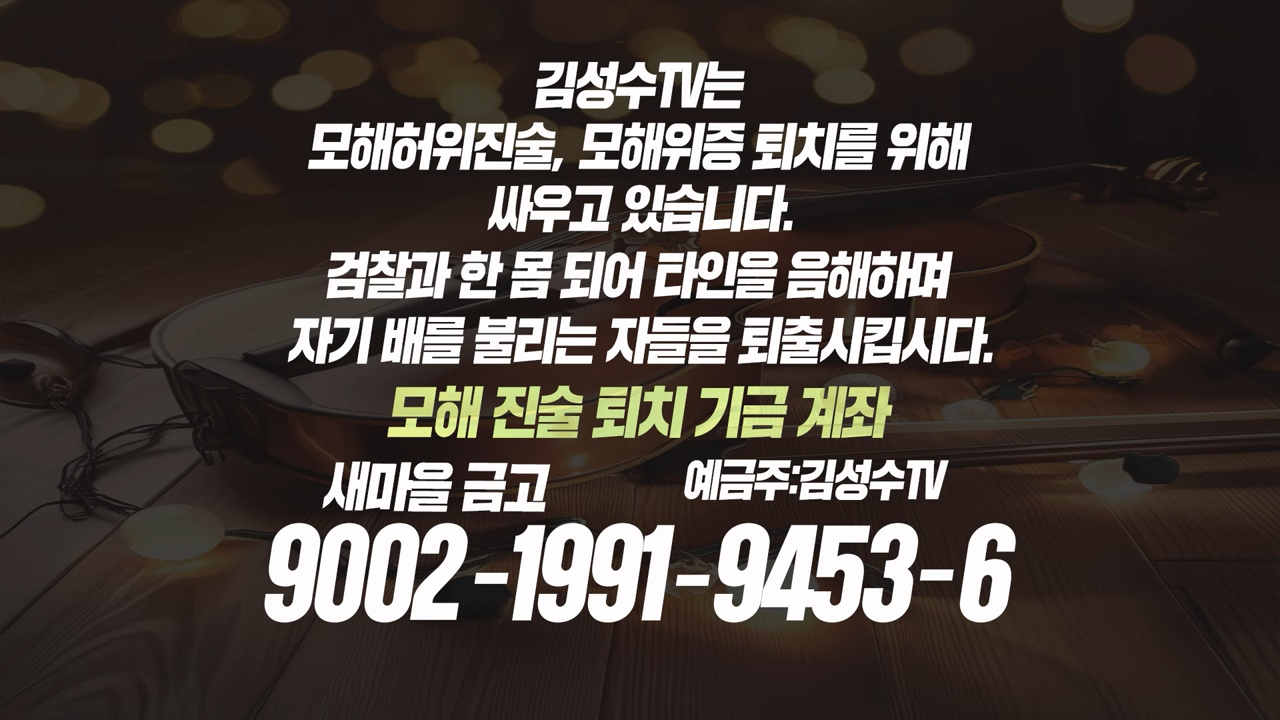 김성수TV는
모해허위진술, 모해위증 퇴치를 위해
싸우고 있습니다.
검찰과 한 몸 되어 타인을 음해하며
자기 배를 불리는 자들을 퇴출시킵시다.
모해 진술 퇴치 기금 계좌
새마을 금고 예금주:김성수TV
9002-1991-9453-6